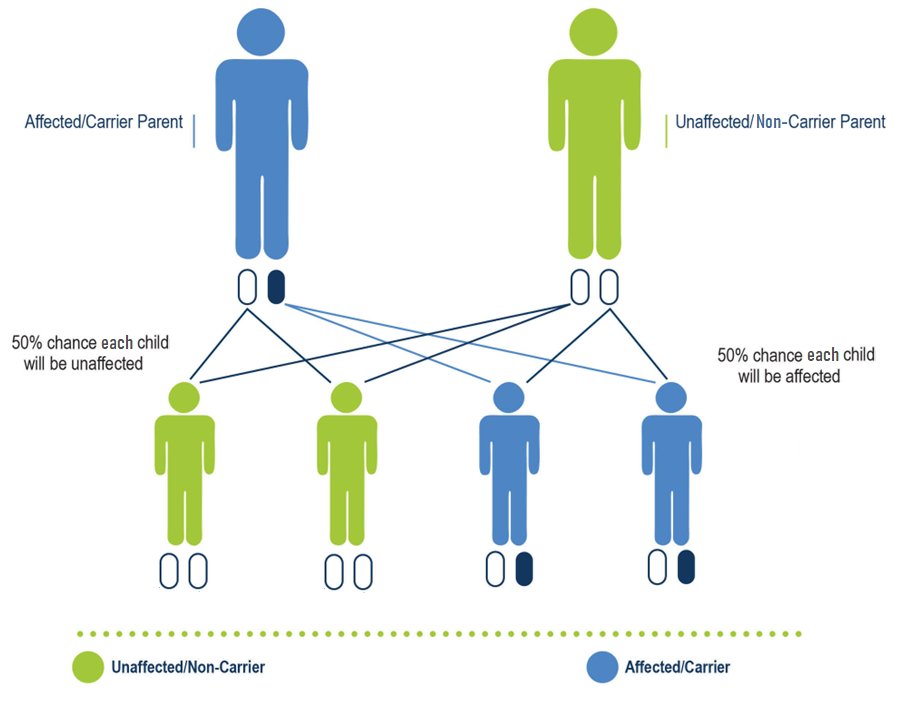 Affected/Carrier Parent
Unaffected/Non-Carrier Parent
50% chance each child
will be unaffected
50% chance each child
will be affected
Unaffected/Non-Carrier
Affected/Carrier